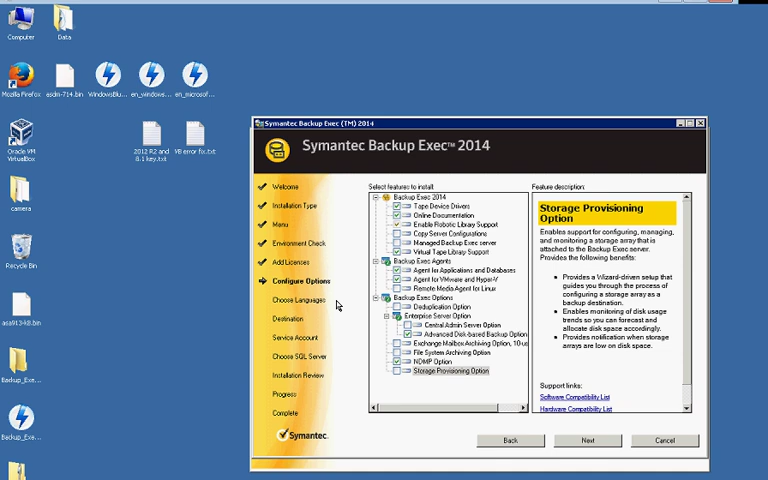 Computer
Data
Mozilla Firefox
asdm-714.bin
WindowsBlu...
en_windows...
en_microsof...
Oracle VM
VirtualBox
2012 R2 and
8.1 key.txt
VB error fix.txt
camera
Recycle Bin
asa913-k8.bin
Backup_Exe...
Backup_Exe...
Symantec Backup Exec (TM) 2014
Symantec Backup Exec™ 2014
Welcome
Installation Type
Menu
Environment Check
Add Licenses
Configure Options
Choose Languages
Destination
Service Account
Choose SQL Server
Installation Review
Progress
Complete
Symantec.
Select features to install:
Backup Exec 2014
Tape Device Drivers
Online Documentation
Enable Robotic Library Support
Copy Server Configurations
Managed Backup Exec server
Virtual Tape Library Support
Backup Exec Agents
Agent for Applications and Databases
Agent for VMware and Hyper-V
Remote Media Agent for Linux
Backup Exec Options
Deduplication Option
Enterprise Server Option
Central Admin Server Option
Advanced Disk-based Backup Option
Exchange Mailbox Archiving Option, 10-us
File System Archiving Option
NDMP Option
Storage Provisioning Option
Feature description:
Storage Provisioning
Option
Enables support for configuring, managing,
and monitoring a storage array that is
attached to the Backup Exec server.
Provides the following benefits:
Provides a Wizard-driven setup that
guides you through the process of
configuring a storage array as a
backup destination.
Enables monitoring of disk usage
trends so you can forecast and
allocate disk space accordingly.
Provides notification when storage
arrays are low on disk space.
Support links:
Software Compatibility List
Hardware Compatibility List
Back
Next
Cancel